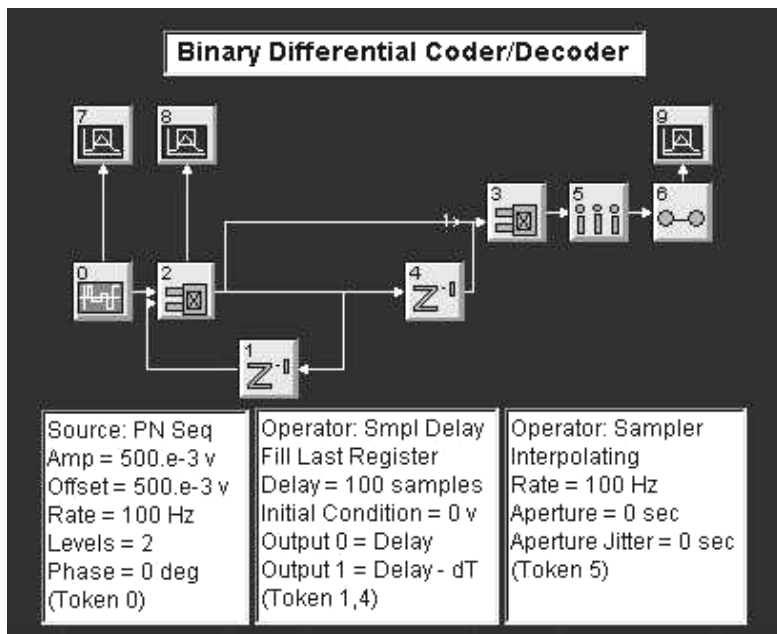 Binary Differential Coder/Decoder
7
8
9
3
5
6
1
0
2
4
Z-0
1
Z-0
Source: PN Seq
Amp = 500.e-3 v
Offset = 500.e-3 v
Rate = 100 Hz
Levels = 2
Phase = 0 deg
(Token 0)
Operator: Smpl Delay
Fill Last Register
Delay = 100 samples
Initial Condition = 0 v
Output 0 = Delay
Output 1 = Delay - dT
(Token 1,4)
Operator: Sampler
Interpolating
Rate = 100 Hz
Aperture = 0 sec
Aperture Jitter = 0 sec
(Token 5)